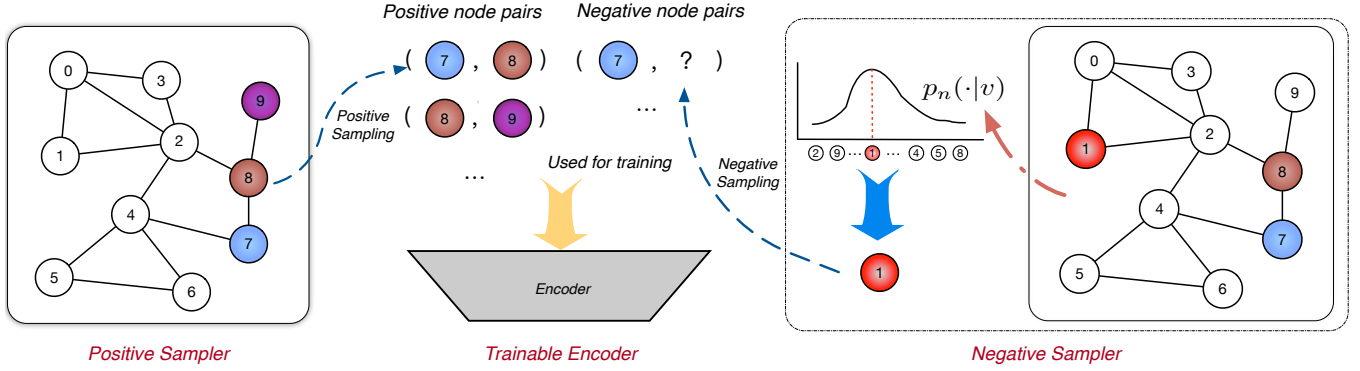 Positive node pairs
Negative node pairs
( 7 , 8 )
( 7 , ? )
( 8 , 9 )
...
...
Positive
Sampling
Used for training
Encoder
Negative
Sampling
0
3
9
2
1
8
4
7
5
6
pₙ(·|v)
2 9 ... 1 ... 4 5 8
1
0
3
9
2
1
8
4
7
5
6
Positive Sampler
Trainable Encoder
Negative Sampler